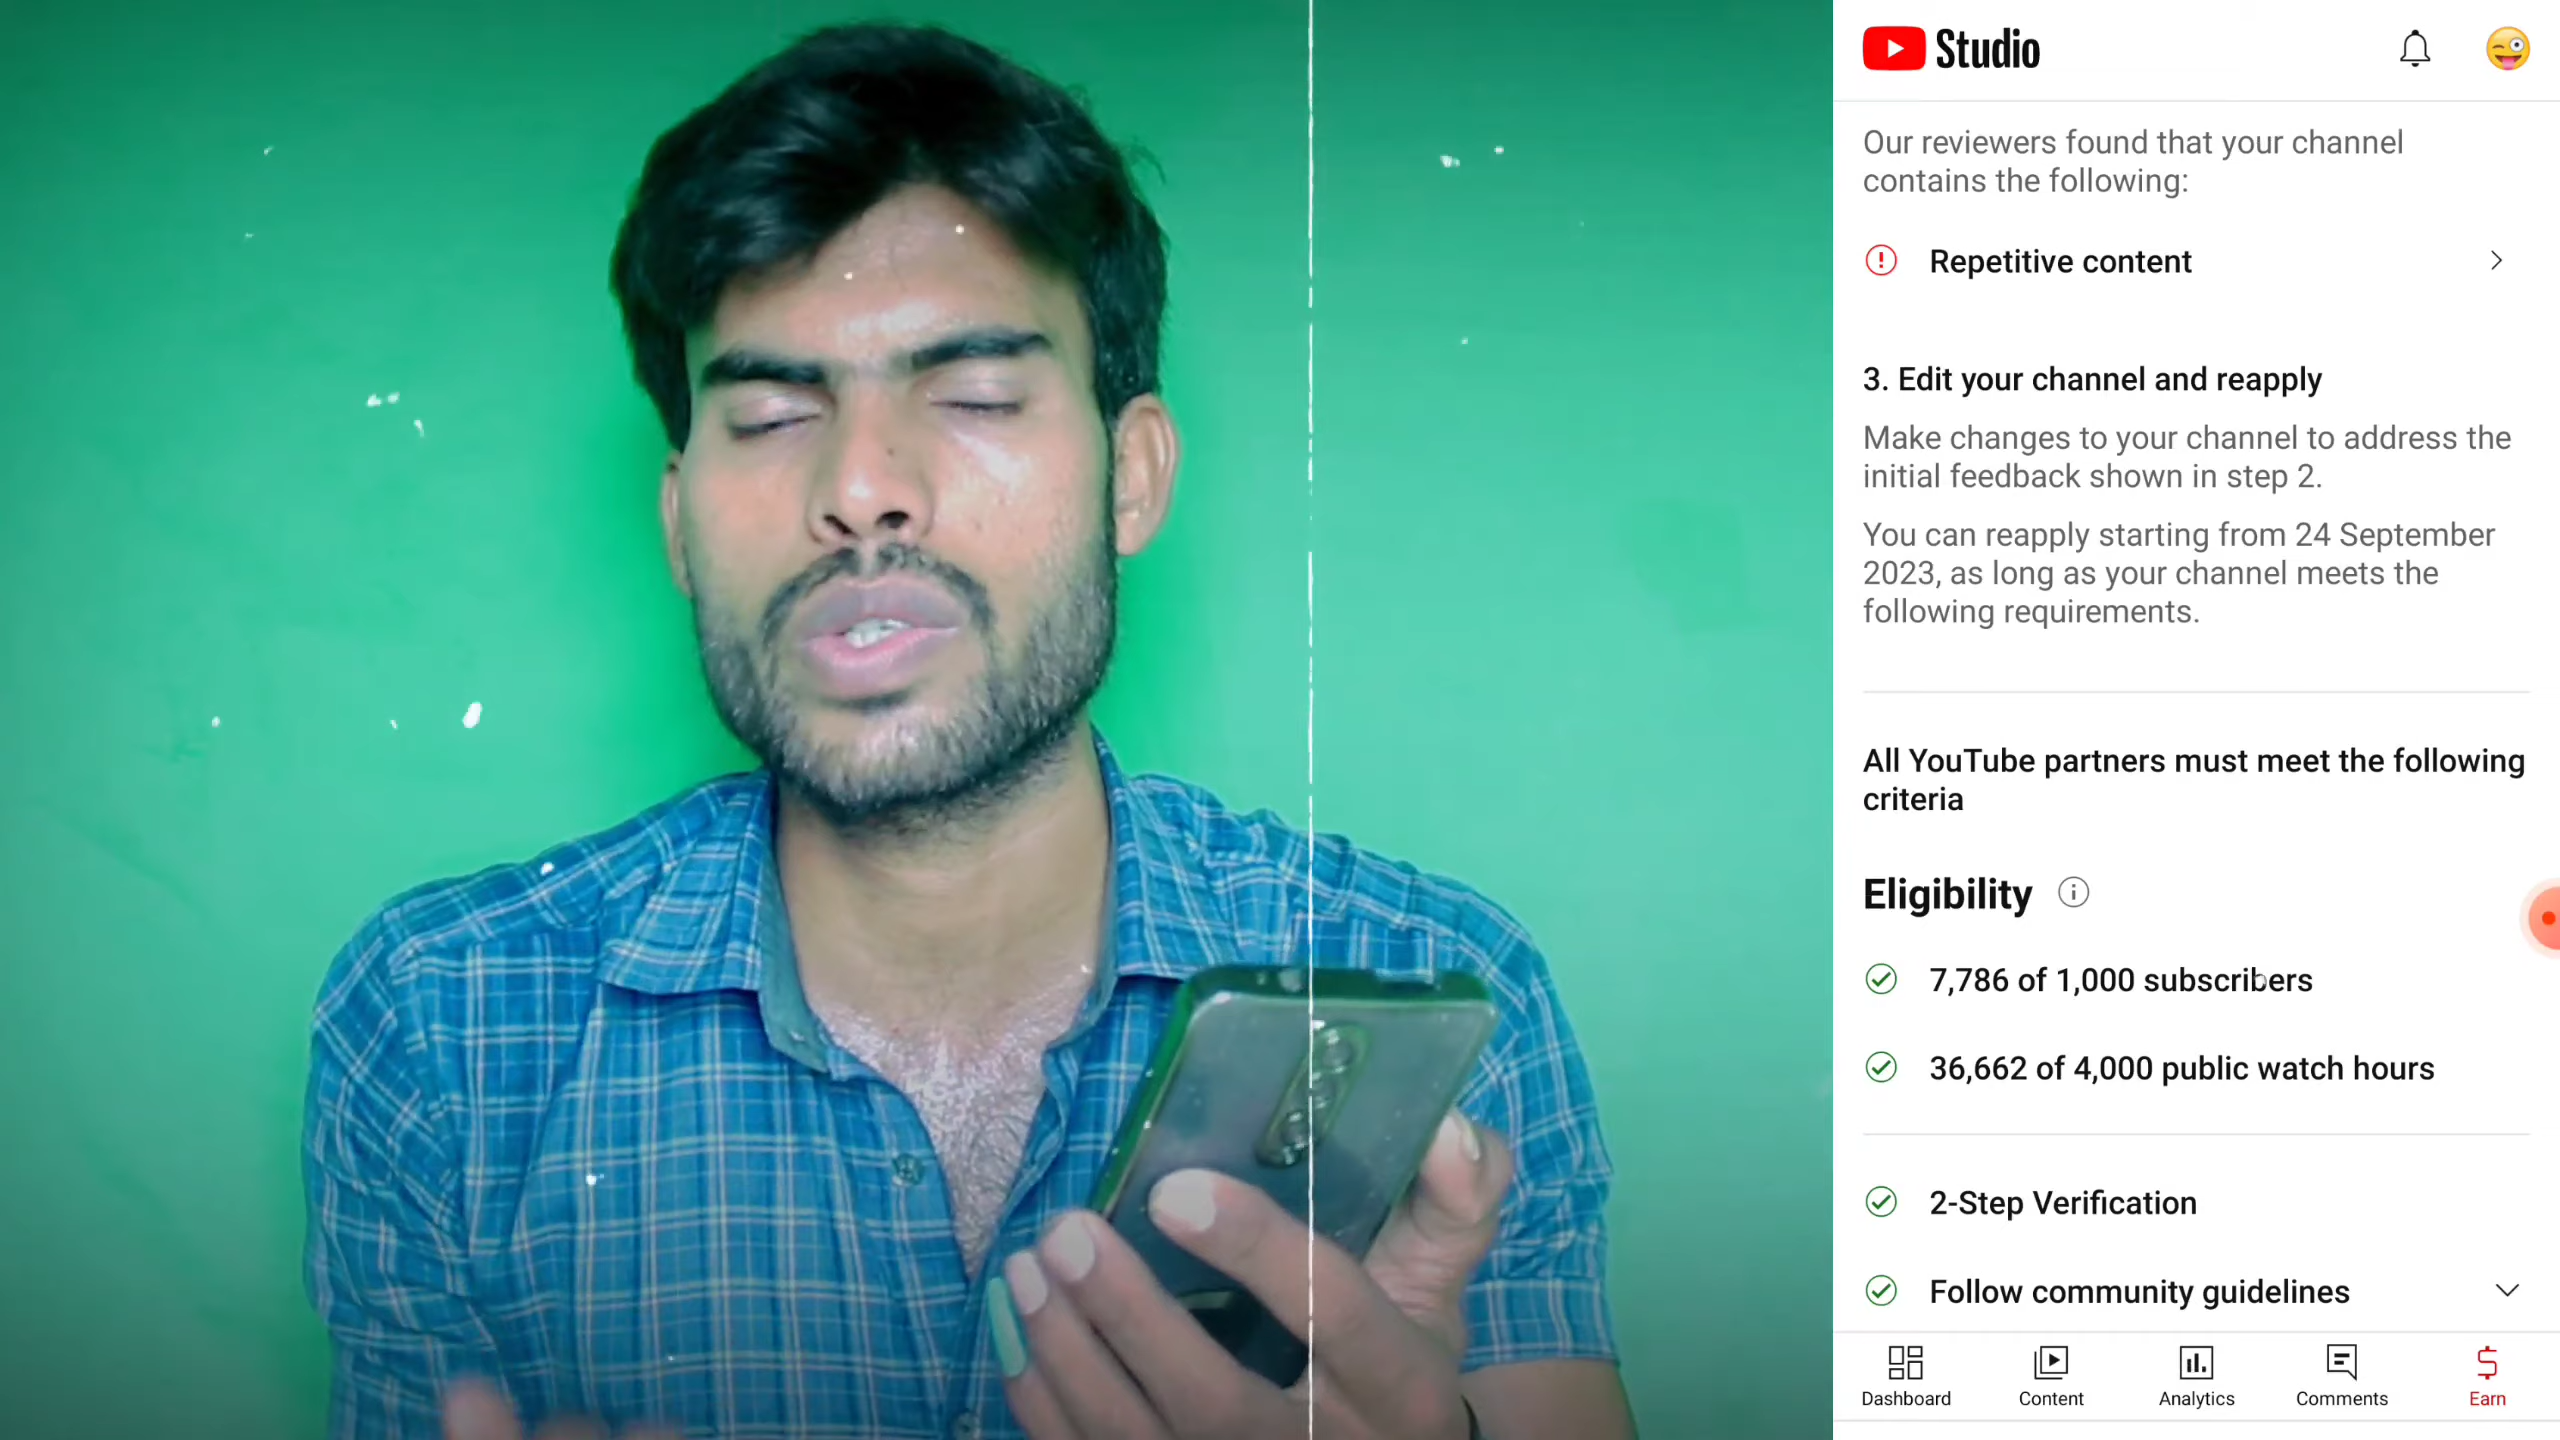 Studio
Our reviewers found that your channel
contains the following:
Repetitive content
3. Edit your channel and reapply
Make changes to your channel to address the
initial feedback shown in step 2.
You can reapply starting from 24 September
2023, as long as your channel meets the
following requirements.
All YouTube partners must meet the following
criteria
Eligibility
7,786 of 1,000 subscribers
36,662 of 4,000 public watch hours
2-Step Verification
Follow community guidelines
Dashboard
Content
Analytics
Comments
Earn